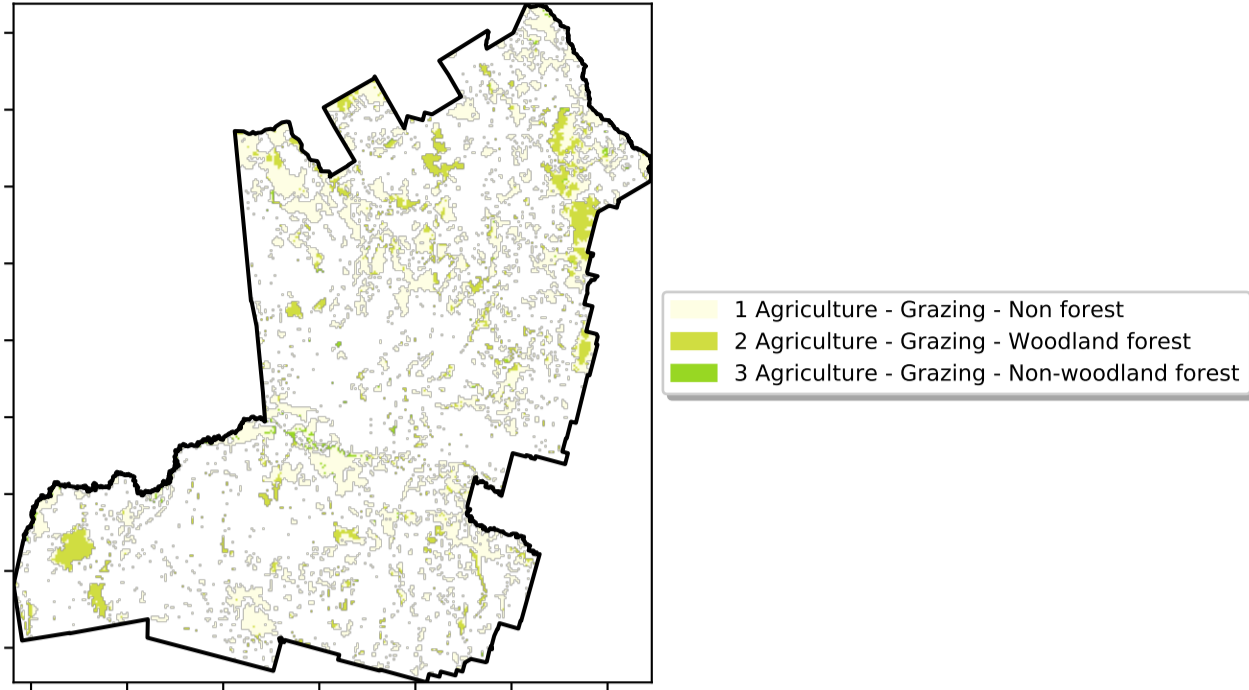 1 Agriculture - Grazing - Non forest
2 Agriculture - Grazing - Woodland forest
3 Agriculture - Grazing - Non-woodland forest